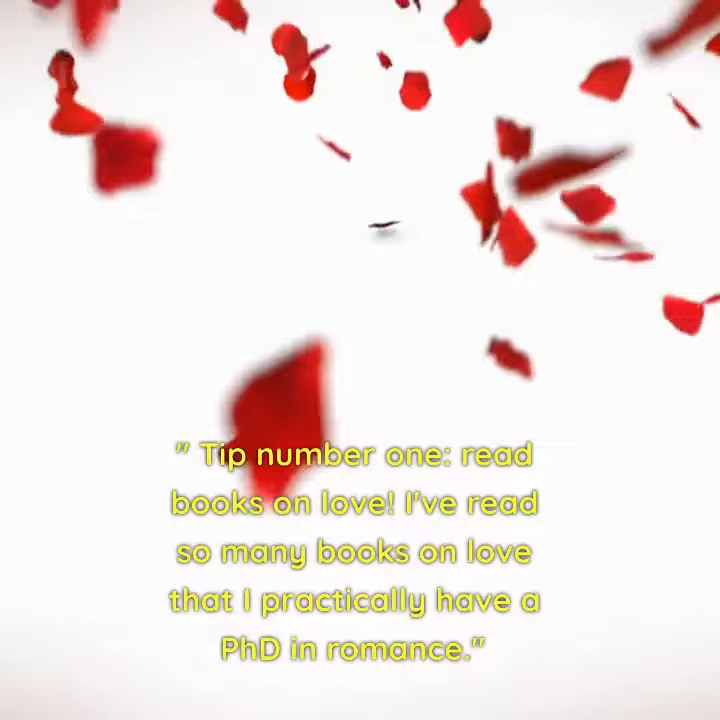 " Tip number one: read
books on love! I've read
so many books on love
that I practically have a
PhD in romance."